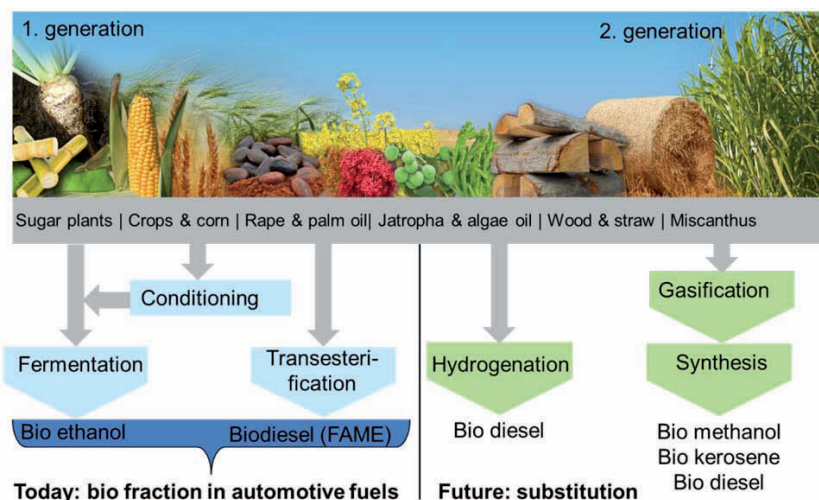 1. generation
2. generation
Sugar plants | Crops & corn | Rape & palm oil| Jatropha & algae oil | Wood & straw | Miscanthus
Conditioning
Gasification
Fermentation
Transesteri-
fication
Hydrogenation
Synthesis
Bio ethanol
Biodiesel (FAME)
Bio diesel
Bio methanol
Bio kerosene
Bio diesel
Today: bio fraction in automotive fuels
Future: substitution